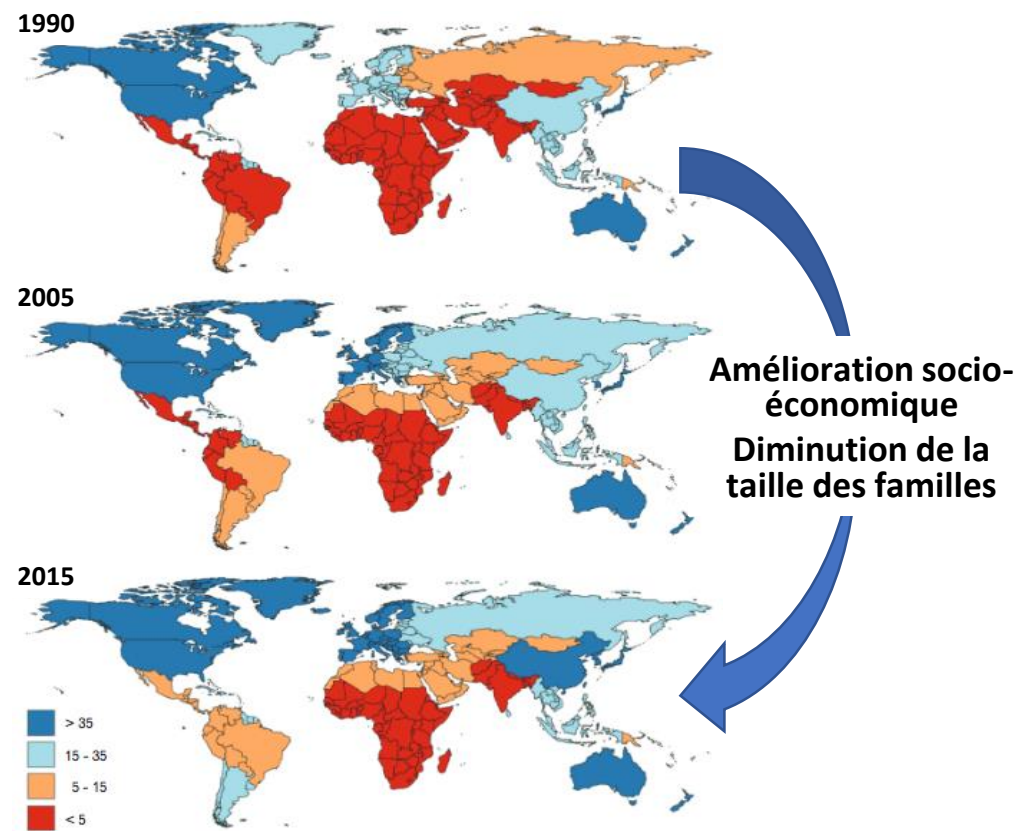 1990
2005
Amélioration socio-
économique
Diminution de la
taille des familles
2015
> 35
15 - 35
5 - 15
< 5